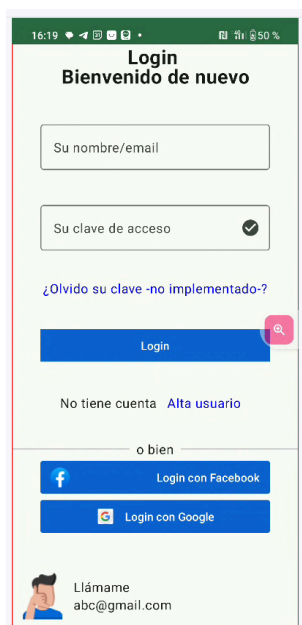 16:19 50 %
Login
Bienvenido de nuevo
Su nombre/email
Su clave de acceso
¿Olvido su clave -no implementado-?
Login
No tiene cuenta Alta usuario
o bien
Login con Facebook
G Login con Google
Llámame
abc@gmail.com